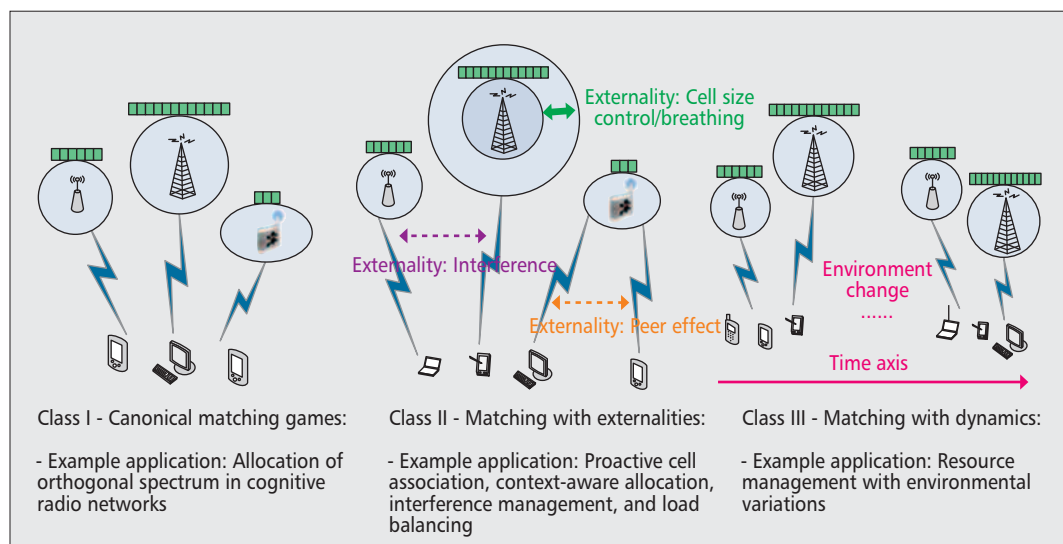 Externality: Cell size
control/breathing
Externality: Interference
Externality: Peer effect
Environment
change
......
Time axis
Class I - Canonical matching games:
- Example application: Allocation of
orthogonal spectrum in cognitive
radio networks
Class II - Matching with externalities:
- Example application: Proactive cell
association, context-aware allocation,
interference management, and load
balancing
Class III - Matching with dynamics:
- Example application: Resource
management with environmental
variations